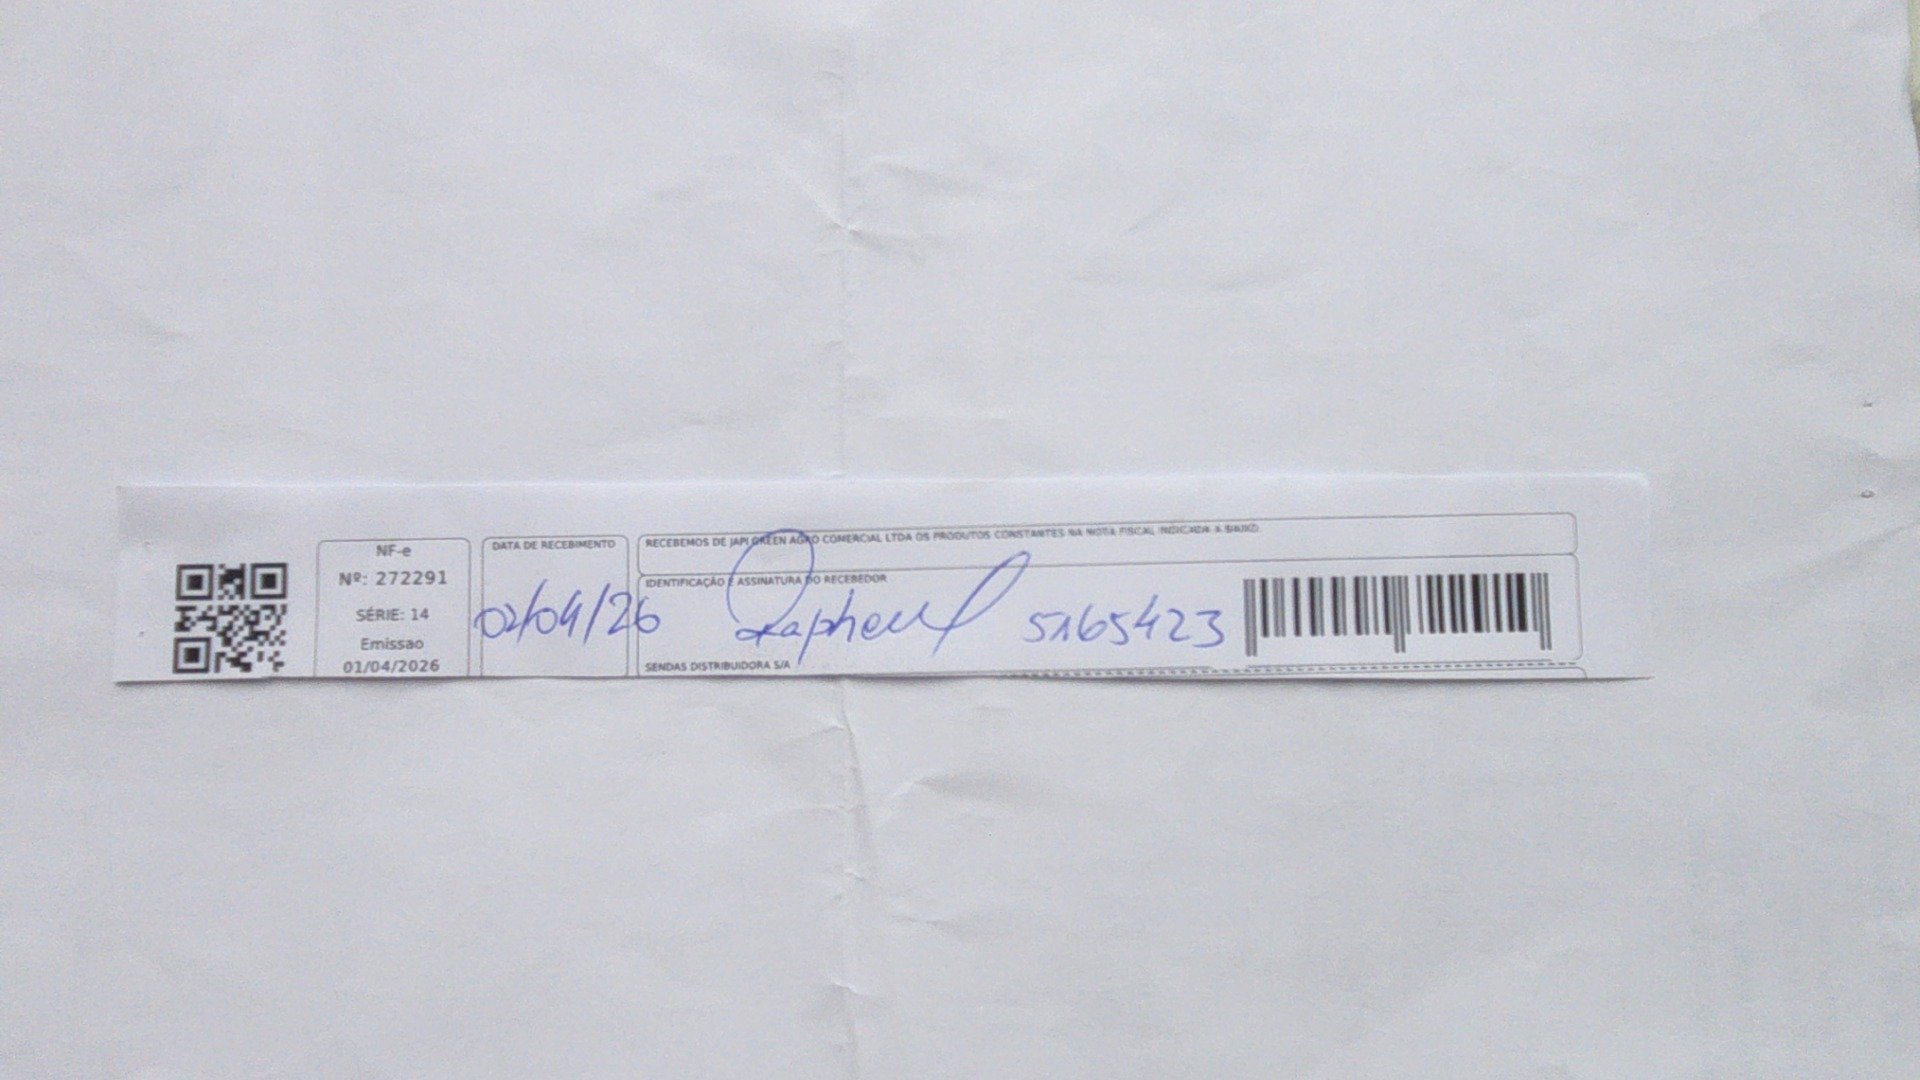 NF-e
Nº: 272291
SÉRIE: 14
Emissao
01/04/2026
DATA DE RECEBIMENTO
02/04/26
RECEBEMOS DE JAPI GREEN AGRO COMERCIAL LTDA OS PRODUTOS CONSTANTES NA NOTA FISCAL INDICADA A BAIXO
IDENTIFICAÇÃO E ASSINATURA DO RECEBEDOR
Raphael 5165423
SENDAS DISTRIBUIDORA S/A